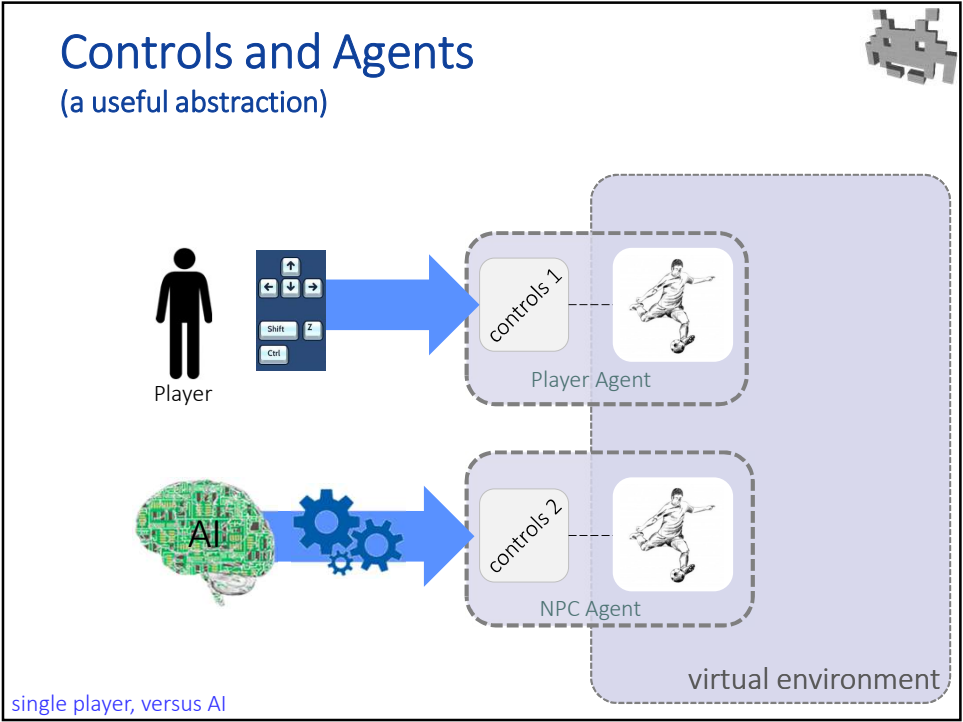 Controls and Agents
(a useful abstraction)
↑
← ↓ →
Shift Z
Ctrl
Player
controls 1
Player Agent
AI
controls 2
NPC Agent
virtual environment
single player, versus AI